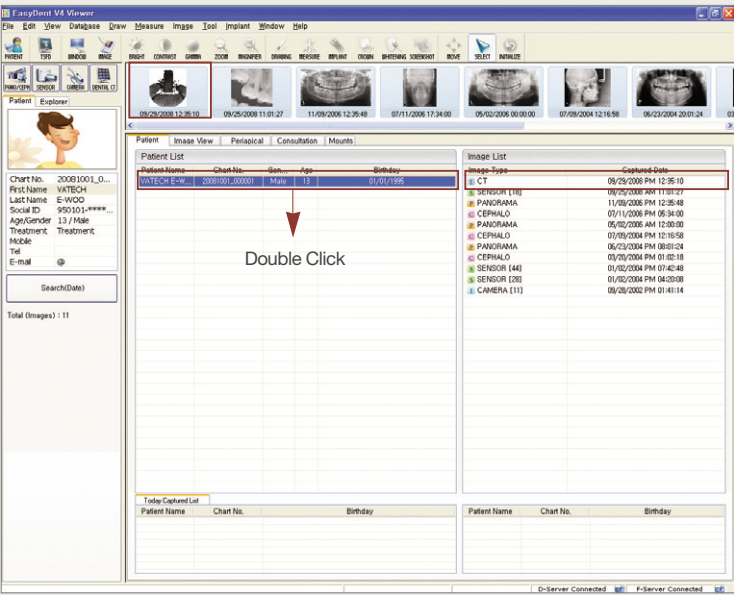 EasyDent V4 Viewer
File Edit View Database Draw Measure Image Tool Implant Window Help
PATIENT TSFD WINDOW IMAGE BRIGHT CONTRAST GAMMA ZOOM MAGNIFIER DRAWING MEASURE IMPLANT CROWN WHITENING SCREENSHOT MOVE SELECT INITIALIZE
PANO/CEPH SENSOR CAMERA DENTAL CT
09/29/2008 12:35:10 09/25/2008 11:01:27 11/09/2006 12:35:48 07/11/2006 17:34:00 05/02/2006 00:00:00 07/09/2004 12:16:58 06/23/2004 20:01:24 03
Patient Explorer
Chart No. 20081001_0...
First Name VATECH
Last Name E-WOO
Social ID 950101-****...
Age/Gender 13 / Male
Treatment Treatment
Mobile
Tel
E-mail @
Search(Date)
Total (Images) : 11
Patient Image View Periapical Consultation Mounts
Patient List
Patient Name Chart No. Gen... Age Birthday
VATECH E-W... 20081001_000001 Male 13 01/01/1995
Double Click
Image List
Image Type Captured Date
CT 09/29/2008 PM 12:35:10
SENSOR [18] 09/25/2008 AM 11:01:27
PANORAMA 11/09/2006 PM 12:35:48
CEPHALO 07/11/2006 PM 05:34:00
PANORAMA 05/02/2006 AM 12:00:00
CEPHALO 07/09/2004 PM 12:16:58
PANORAMA 06/23/2004 PM 08:01:24
CEPHALO 03/20/2004 PM 01:02:18
SENSOR [44] 01/02/2004 PM 07:42:48
SENSOR [28] 01/02/2004 PM 04:28:08
CAMERA [11] 09/28/2002 PM 01:41:14
Today Captured List
Patient Name Chart No. Birthday
Patient Name Chart No. Birthday
D-Server Connected F-Server Connected